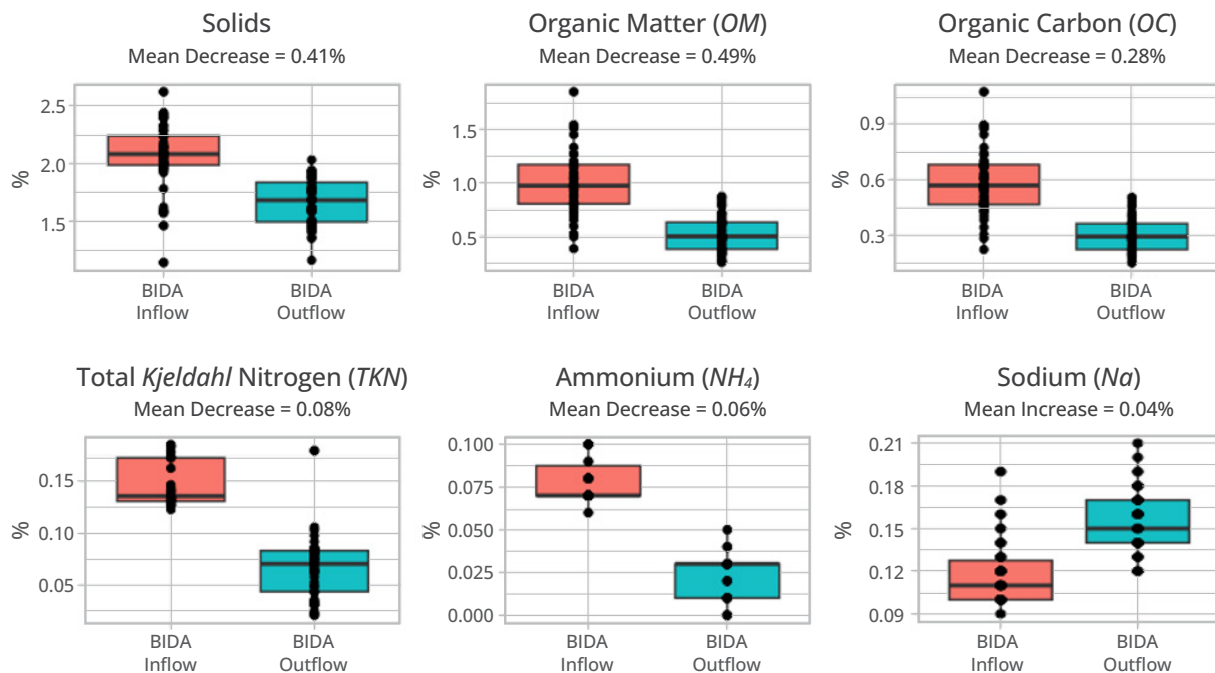 Solids
Mean Decrease = 0.41%
%
2.5
2.0
1.5
BIDA
Inflow
BIDA
Outflow
Organic Matter (OM)
Mean Decrease = 0.49%
%
1.5
1.0
0.5
BIDA
Inflow
BIDA
Outflow
Organic Carbon (OC)
Mean Decrease = 0.28%
%
0.9
0.6
0.3
BIDA
Inflow
BIDA
Outflow
Total Kjeldahl Nitrogen (TKN)
Mean Decrease = 0.08%
%
0.15
0.10
0.05
BIDA
Inflow
BIDA
Outflow
Ammonium (NH₄)
Mean Decrease = 0.06%
%
0.100
0.075
0.050
0.025
0.000
BIDA
Inflow
BIDA
Outflow
Sodium (Na)
Mean Increase = 0.04%
%
0.21
0.18
0.15
0.12
0.09
BIDA
Inflow
BIDA
Outflow